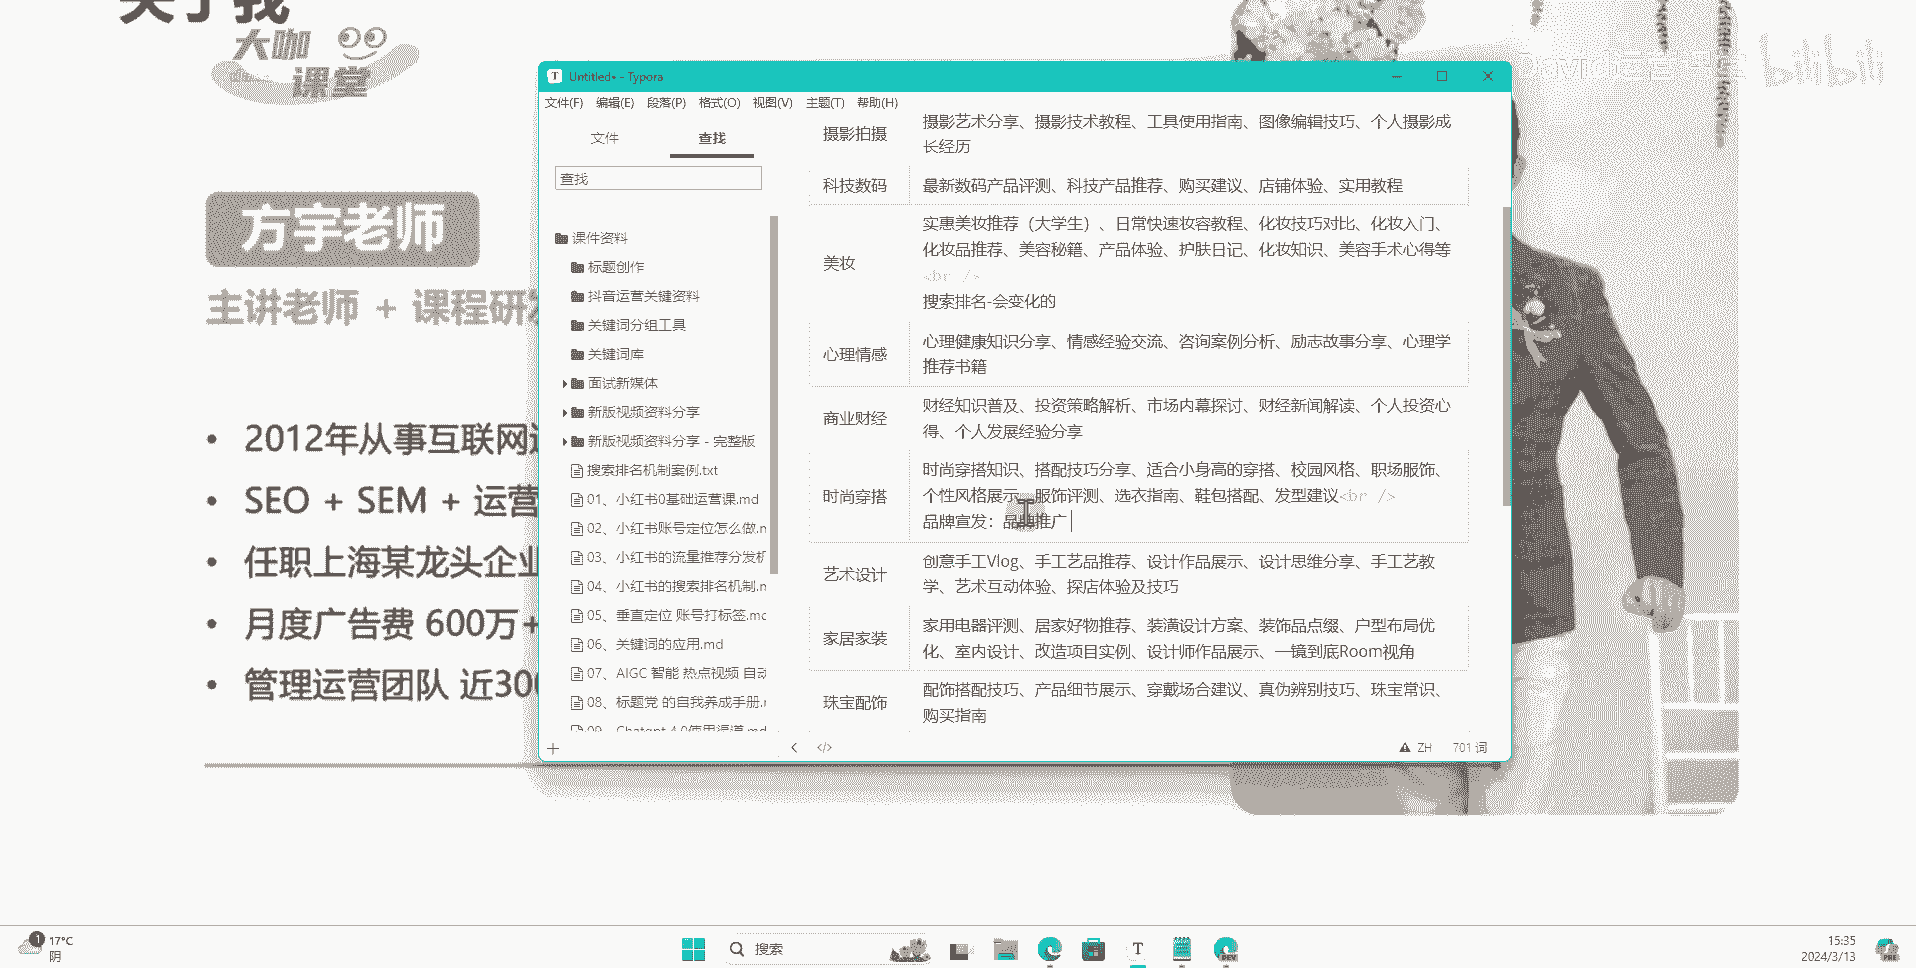 关于我
大咖
课堂
David运营课堂 bilibili
方宇老师
主讲老师 + 课程研发
2012年从事互联网运
SEO + SEM + 运营
任职上海某龙头企业
月度广告费 600万+
管理运营团队 近300
Untitled• - Typora
文件(F) 编辑(E) 段落(P) 格式(O) 视图(V) 主题(T) 帮助(H)
文件 查找
查找
课件资料
标题创作
抖音运营关键资料
关键词分组工具
关键词库
面试新媒体
新版视频资料分享
新版视频资料分享 - 完整版
搜索排名机制案例.txt
01、小红书0基础运营课.md
02、小红书账号定位怎么做.m
03、小红书的流量推荐分发机
04、小红书的搜索排名机制.m
05、垂直定位 账号打标签.mc
06、关键词的应用.md
07、AIGC 智能 热点视频 自动
08、标题党 的自我养成手册.r
09、Chatgpt 4.0使用渠道.md
摄影拍摄
摄影艺术分享、摄影技术教程、工具使用指南、图像编辑技巧、个人摄影成
长经历
科技数码
最新数码产品评测、科技产品推荐、购买建议、店铺体验、实用教程
美妆
实惠美妆推荐（大学生）、日常快速妆容教程、化妆技巧对比、化妆入门、
化妆品推荐、美容秘籍、产品体验、护肤日记、化妆知识、美容手术心得等
<br />
搜索排名-会变化的
心理情感
心理健康知识分享、情感经验交流、咨询案例分析、励志故事分享、心理学
推荐书籍
商业财经
财经知识普及、投资策略解析、市场内幕探讨、财经新闻解读、个人投资心
得、个人发展经验分享
时尚穿搭
时尚穿搭知识、搭配技巧分享、适合小身高的穿搭、校园风格、职场服饰、
个性风格展示、服饰评测、选衣指南、鞋包搭配、发型建议<br />
品牌宣发：品牌推广
艺术设计
创意手工Vlog、手工艺品推荐、设计作品展示、设计思维分享、手工艺教
学、艺术互动体验、探店体验及技巧
家居家装
家用电器评测、居家好物推荐、装潢设计方案、装饰品点缀、户型布局优
化、室内设计、改造项目实例、设计师作品展示、一镜到底Room视角
珠宝配饰
配饰搭配技巧、产品细节展示、穿戴场合建议、真伪辨别技巧、珠宝常识、
购买指南
ZH 701 词
1 17°C
阴
搜索
T
DEV
15:35
2024/3/13
PRE